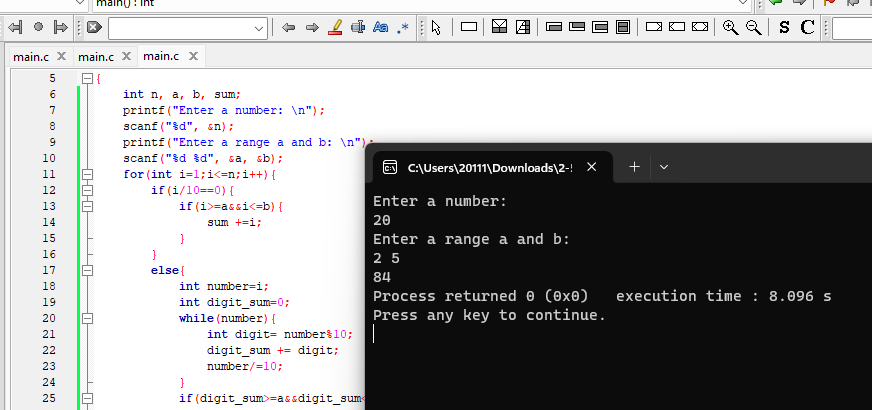 main() : int
Aa .*
S C
main.c X main.c X main.c X
5 {
6 int n, a, b, sum;
7 printf("Enter a number: \n");
8 scanf("%d", &n);
9 printf("Enter a range a and b: \n");
10 scanf("%d %d", &a, &b);
11 for(int i=1;i<=n;i++){
12 if(i/10==0){
13 if(i>=a&&i<=b){
14 sum +=i;
15 }
16 }
17 else{
18 int number=i;
19 int digit_sum=0;
20 while(number){
21 int digit= number%10;
22 digit_sum += digit;
23 number/=10;
24 }
25 if(digit_sum>=a&&digit_sum<
C:\Users\20111\Downloads\2-
Enter a number:
20
Enter a range a and b:
2 5
84
Process returned 0 (0x0) execution time : 8.096 s
Press any key to continue.